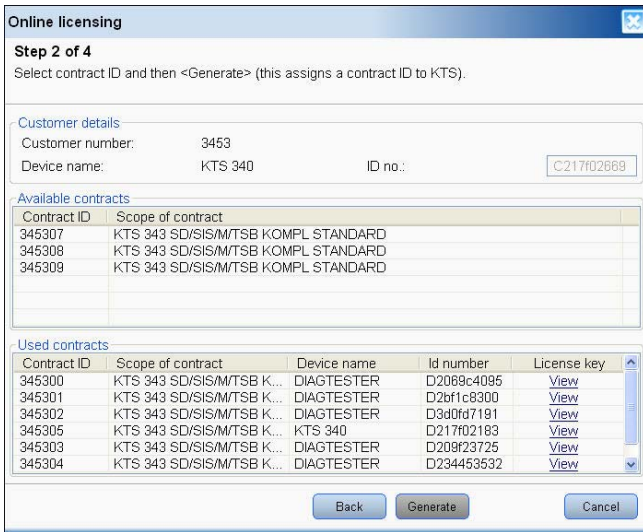 Online licensing
Step 2 of 4
Select contract ID and then <Generate> (this assigns a contract ID to KTS).
Customer details
Customer number: 3453
Device name: KTS 340 ID no.: C217f02669
Available contracts
Contract ID Scope of contract
345307 KTS 343 SD/SIS/M/TSB KOMPL STANDARD
345308 KTS 343 SD/SIS/M/TSB KOMPL STANDARD
345309 KTS 343 SD/SIS/M/TSB KOMPL STANDARD
Used contracts
Contract ID Scope of contract Device name Id number License key
345300 KTS 343 SD/SIS/M/TSB K... DIAGTESTER D2069c4095 View
345301 KTS 343 SD/SIS/M/TSB K... DIAGTESTER D2bf1c8300 View
345302 KTS 343 SD/SIS/M/TSB K... DIAGTESTER D3d0fd7191 View
345305 KTS 343 SD/SIS/M/TSB K... KTS 340 D217f02183 View
345303 KTS 343 SD/SIS/M/TSB K... DIAGTESTER D209f23725 View
345304 KTS 343 SD/SIS/M/TSB K... DIAGTESTER D234453532 View
Back Generate Cancel